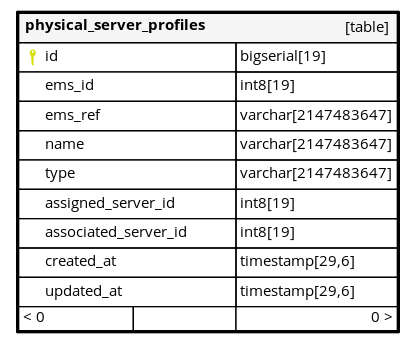 physical_server_profiles [table]
id bigserial[19]
ems_id int8[19]
ems_ref varchar[2147483647]
name varchar[2147483647]
type varchar[2147483647]
assigned_server_id int8[19]
associated_server_id int8[19]
created_at timestamp[29,6]
updated_at timestamp[29,6]
< 0 0 >